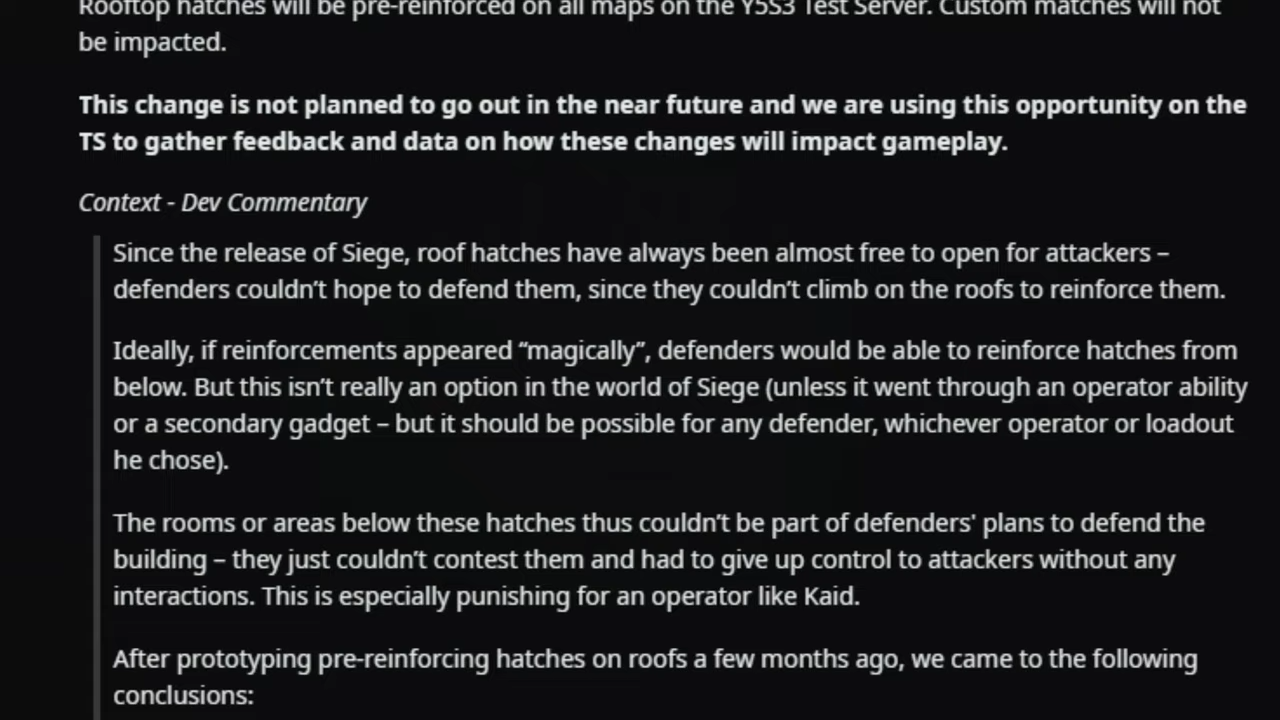 Rooftop hatches will be pre-reinforced on all maps on the Y5S3 Test Server. Custom matches will not
be impacted.
This change is not planned to go out in the near future and we are using this opportunity on the
TS to gather feedback and data on how these changes will impact gameplay.
Context - Dev Commentary
Since the release of Siege, roof hatches have always been almost free to open for attackers –
defenders couldn’t hope to defend them, since they couldn’t climb on the roofs to reinforce them.
Ideally, if reinforcements appeared “magically”, defenders would be able to reinforce hatches from
below. But this isn’t really an option in the world of Siege (unless it went through an operator ability
or a secondary gadget – but it should be possible for any defender, whichever operator or loadout
he chose).
The rooms or areas below these hatches thus couldn’t be part of defenders' plans to defend the
building – they just couldn’t contest them and had to give up control to attackers without any
interactions. This is especially punishing for an operator like Kaid.
After prototyping pre-reinforcing hatches on roofs a few months ago, we came to the following
conclusions: